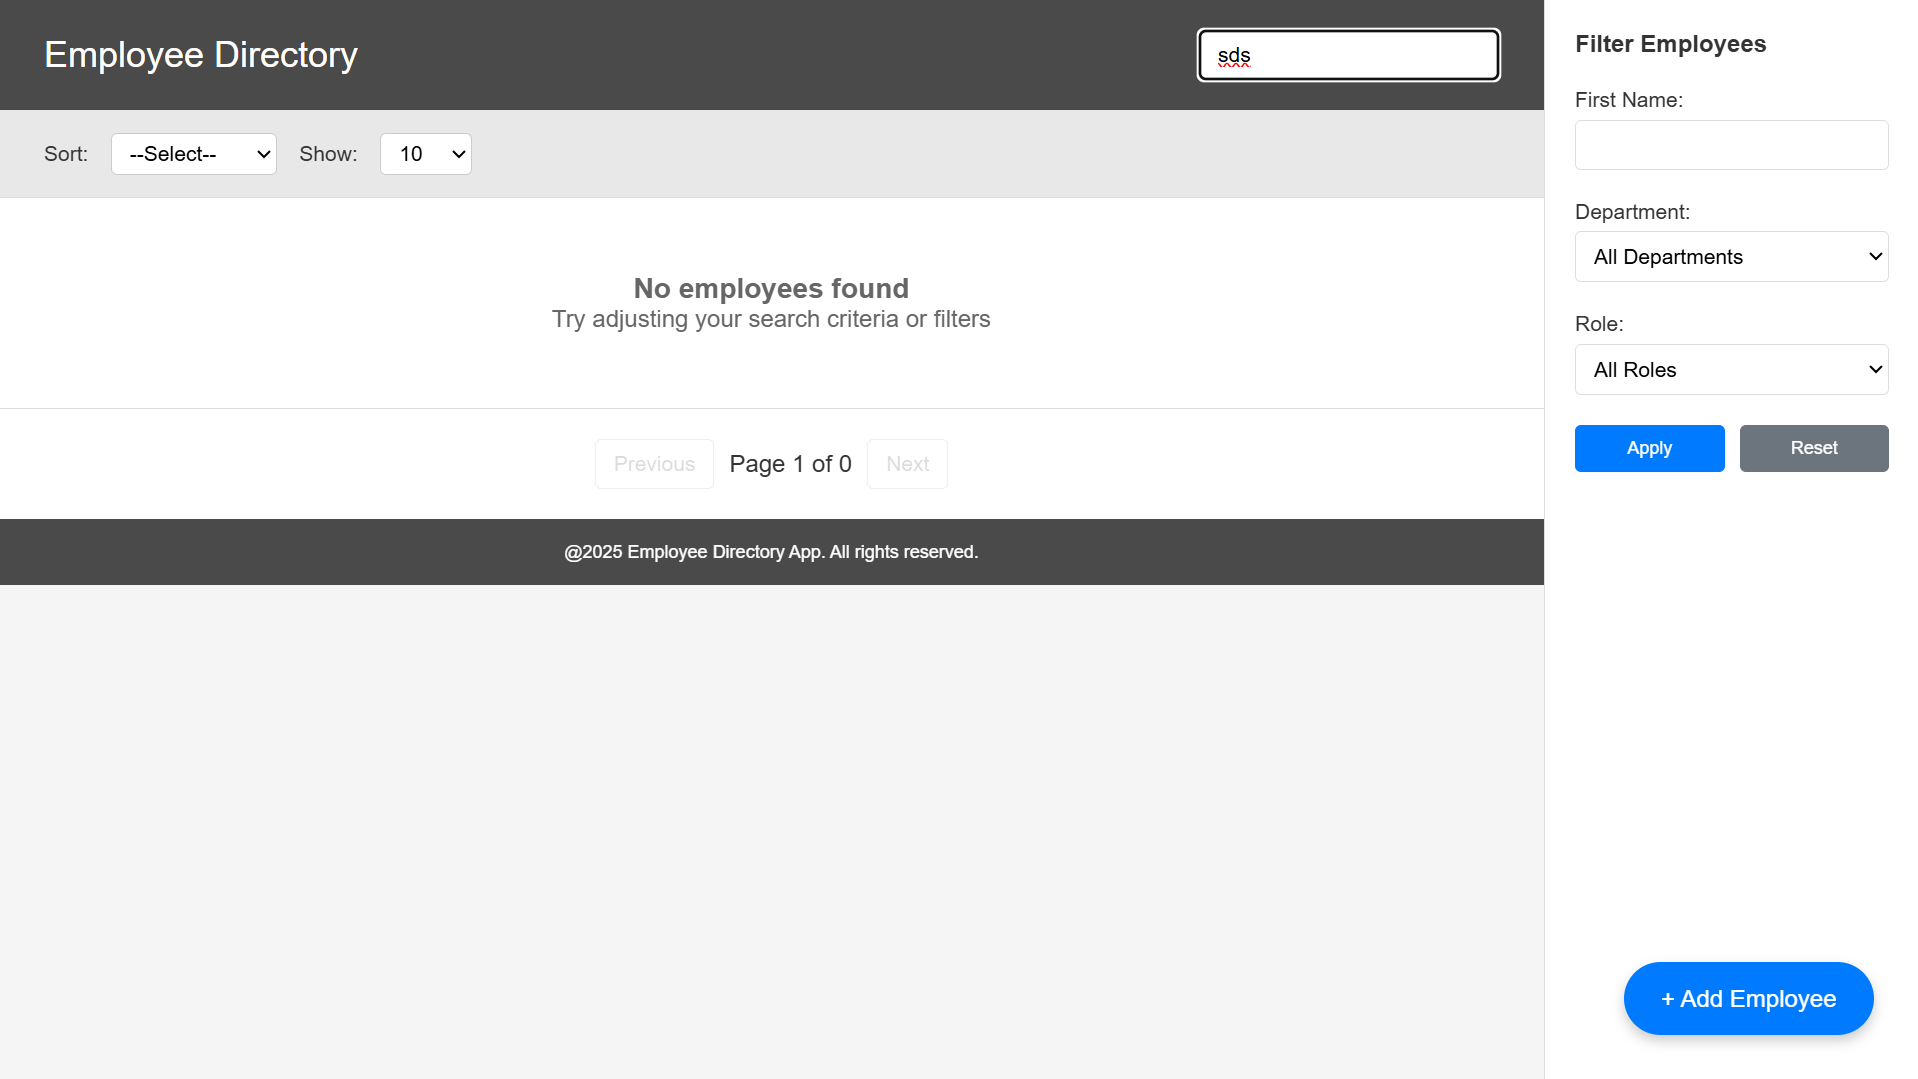 Employee Directory
sds
Sort: --Select-- Show: 10
No employees found
Try adjusting your search criteria or filters
Previous Page 1 of 0 Next
@2025 Employee Directory App. All rights reserved.
Filter Employees
First Name:
Department:
All Departments
Role:
All Roles
Apply Reset
+ Add Employee